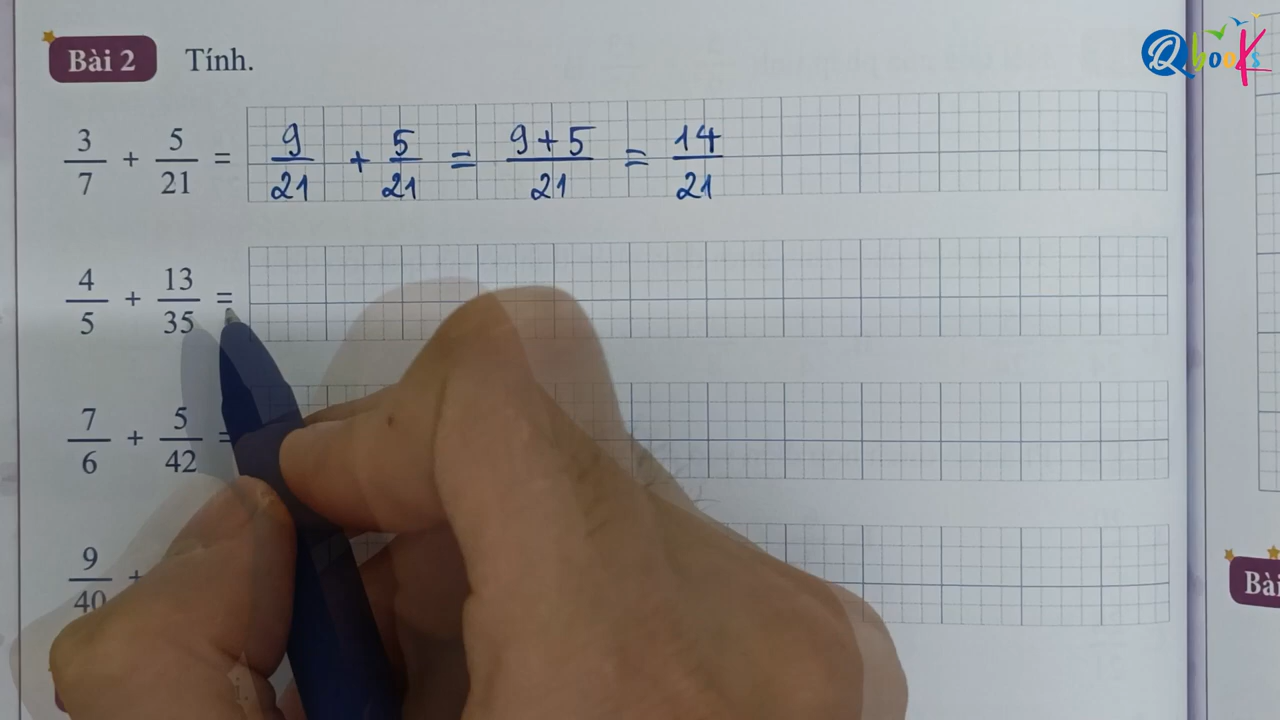 Qbooks
Bài 2 Tính.
3/7 + 5/21 = 9/21 + 5/21 = 9+5/21 = 14/21
4/5 + 13/35 =
7/6 + 5/42 =
9/40 +
Bài